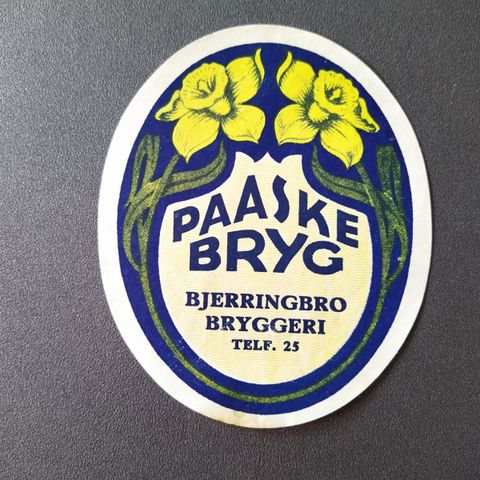 PAASKE
BRYG
BJERRINGBRO
BRYGGERI
TELF. 25